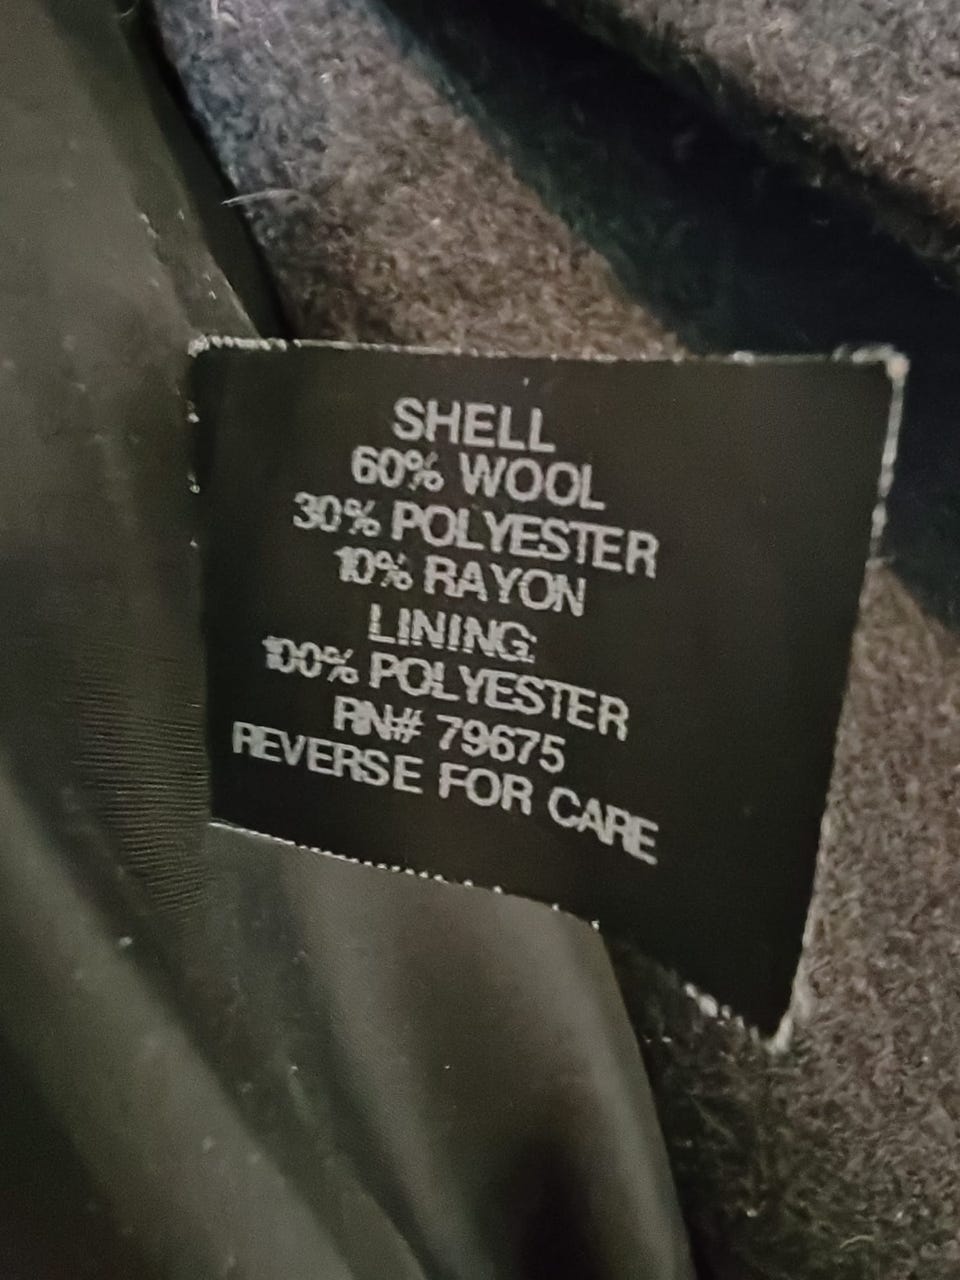 SHELL
60% WOOL
30% POLYESTER
10% RAYON
LINING:
100% POLYESTER
RN# 79675
REVERSE FOR CARE